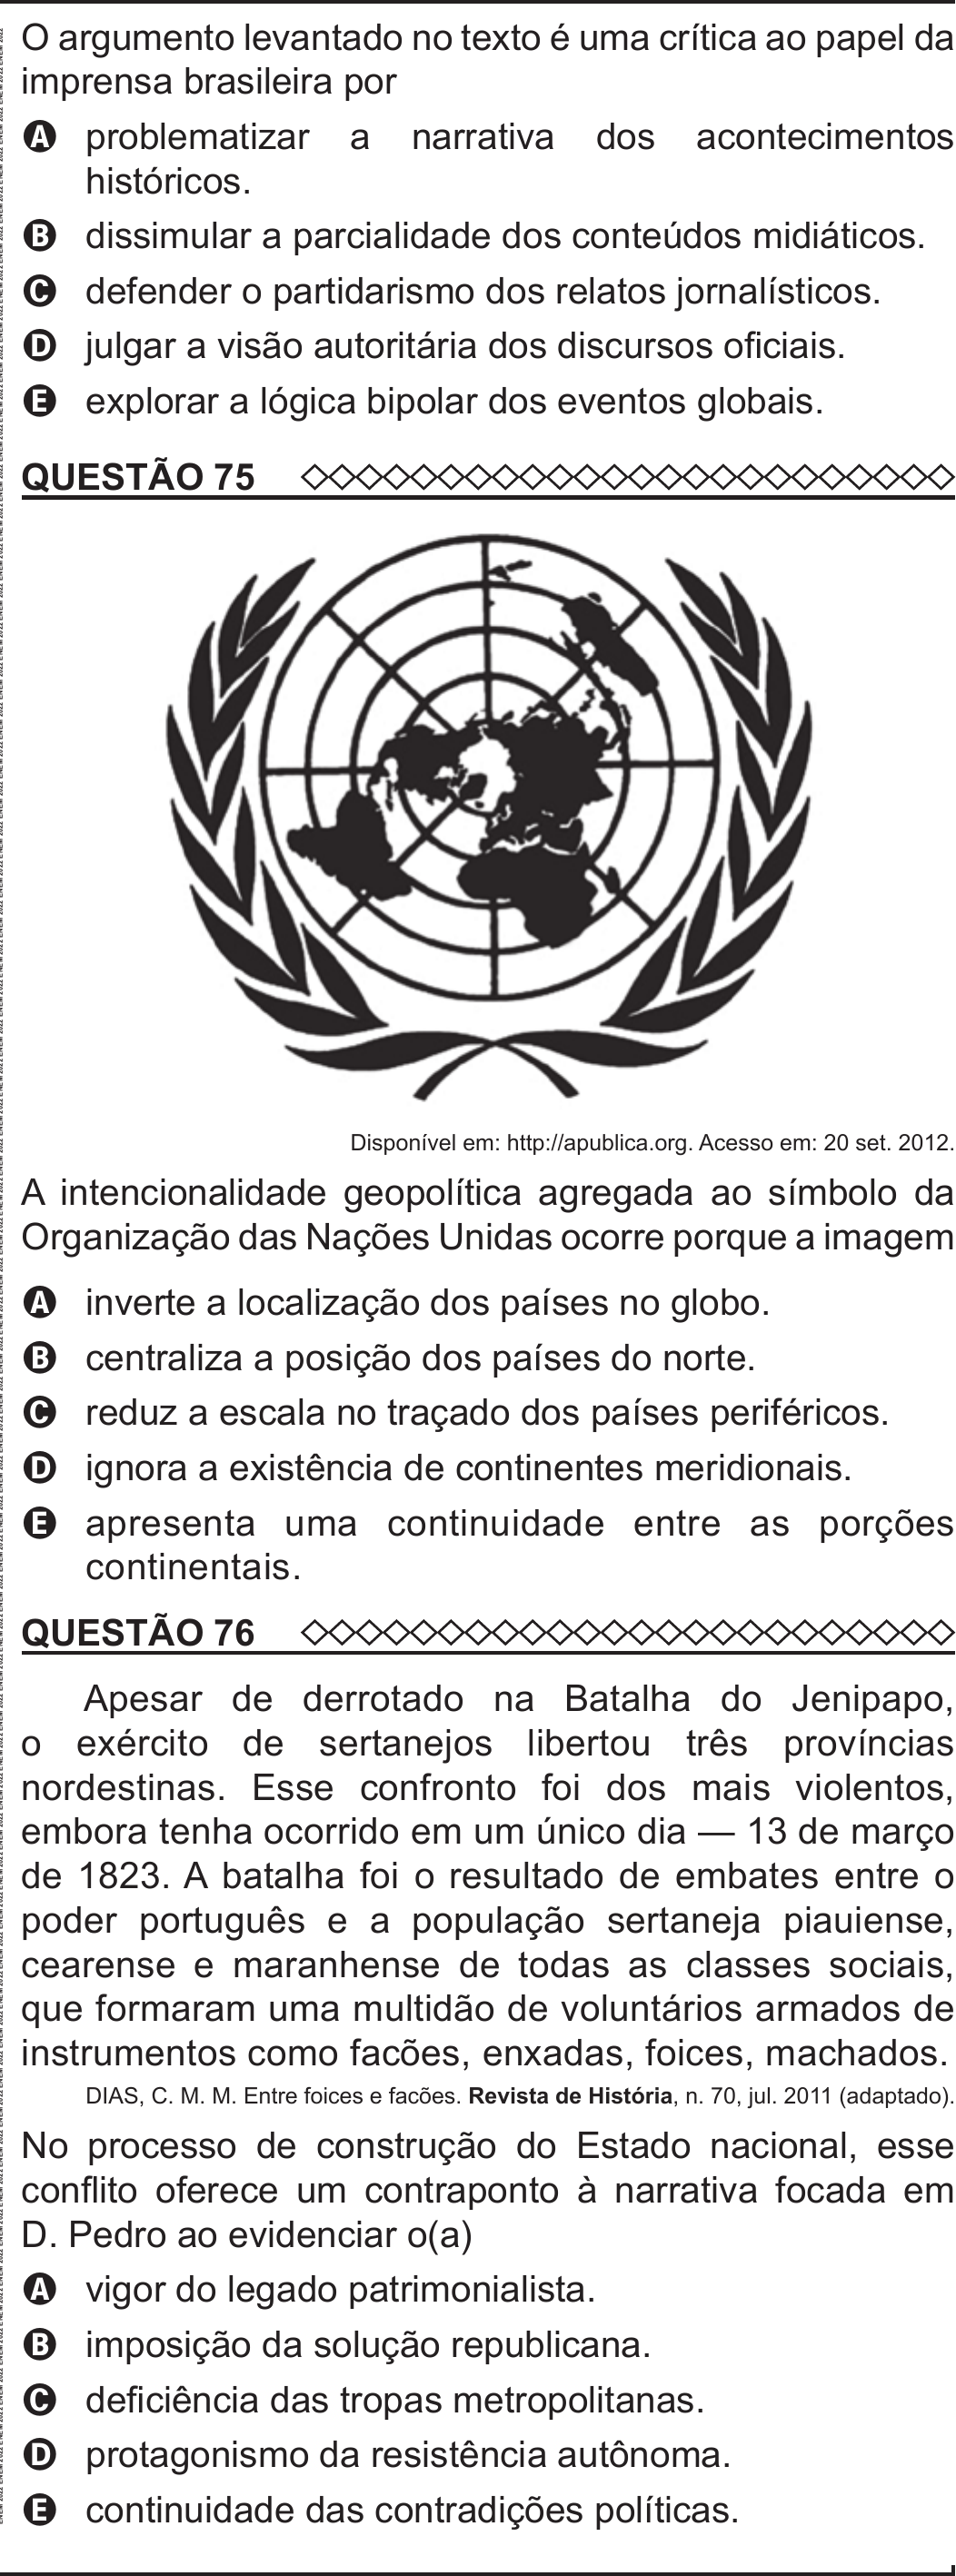 O argumento levantado no texto é uma crítica ao papel da
imprensa brasileira por
A problematizar a narrativa dos acontecimentos
históricos.
B dissimular a parcialidade dos conteúdos midiáticos.
C defender o partidarismo dos relatos jornalísticos.
D julgar a visão autoritária dos discursos oficiais.
E explorar a lógica bipolar dos eventos globais.
QUESTÃO 75
Disponível em: http://apublica.org. Acesso em: 20 set. 2012.
A intencionalidade geopolítica agregada ao símbolo da
Organização das Nações Unidas ocorre porque a imagem
A inverte a localização dos países no globo.
B centraliza a posição dos países do norte.
C reduz a escala no traçado dos países periféricos.
D ignora a existência de continentes meridionais.
E apresenta uma continuidade entre as porções
continentais.
QUESTÃO 76
Apesar de derrotado na Batalha do Jenipapo,
o exército de sertanejos libertou três províncias
nordestinas. Esse confronto foi dos mais violentos,
embora tenha ocorrido em um único dia — 13 de março
de 1823. A batalha foi o resultado de embates entre o
poder português e a população sertaneja piauiense,
cearense e maranhense de todas as classes sociais,
que formaram uma multidão de voluntários armados de
instrumentos como facões, enxadas, foices, machados.
DIAS, C. M. M. Entre foices e facões. Revista de História, n. 70, jul. 2011 (adaptado).
No processo de construção do Estado nacional, esse
conflito oferece um contraponto à narrativa focada em
D. Pedro ao evidenciar o(a)
A vigor do legado patrimonialista.
B imposição da solução republicana.
C deficiência das tropas metropolitanas.
D protagonismo da resistência autônoma.
E continuidade das contradições políticas.